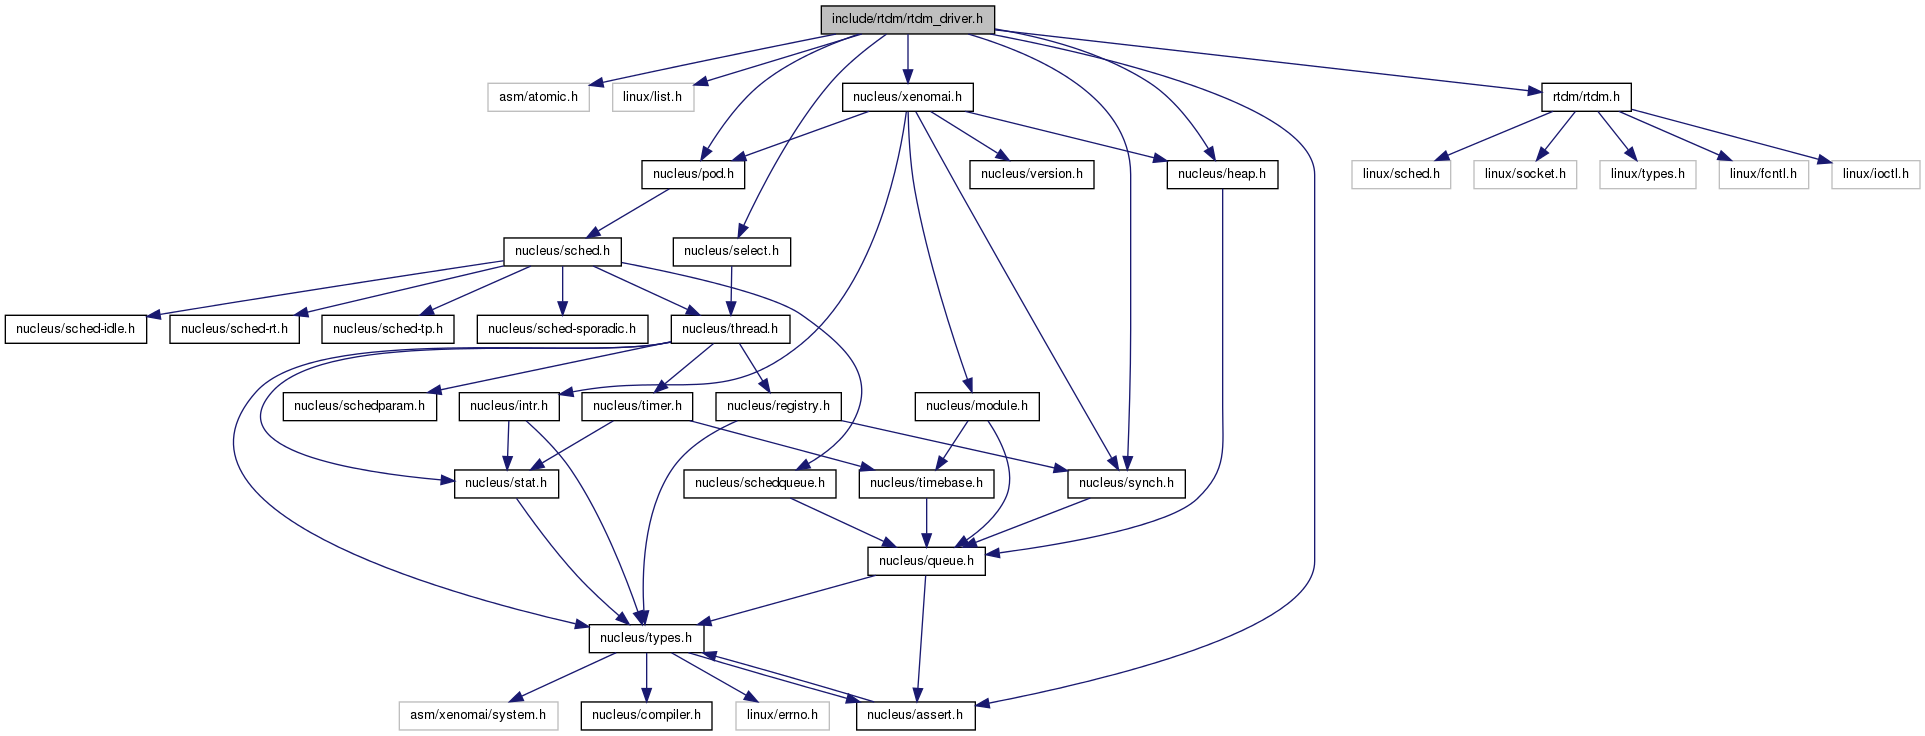 include/rtdm/rtdm_driver.h
asm/atomic.h
linux/list.h
nucleus/xenomai.h
rtdm/rtdm.h
nucleus/pod.h
nucleus/version.h
nucleus/heap.h
linux/sched.h
linux/socket.h
linux/types.h
linux/fcntl.h
linux/ioctl.h
nucleus/sched.h
nucleus/select.h
nucleus/sched-idle.h
nucleus/sched-rt.h
nucleus/sched-tp.h
nucleus/sched-sporadic.h
nucleus/thread.h
nucleus/schedparam.h
nucleus/intr.h
nucleus/timer.h
nucleus/registry.h
nucleus/module.h
nucleus/stat.h
nucleus/schedqueue.h
nucleus/timebase.h
nucleus/synch.h
nucleus/queue.h
nucleus/types.h
asm/xenomai/system.h
nucleus/compiler.h
linux/errno.h
nucleus/assert.h